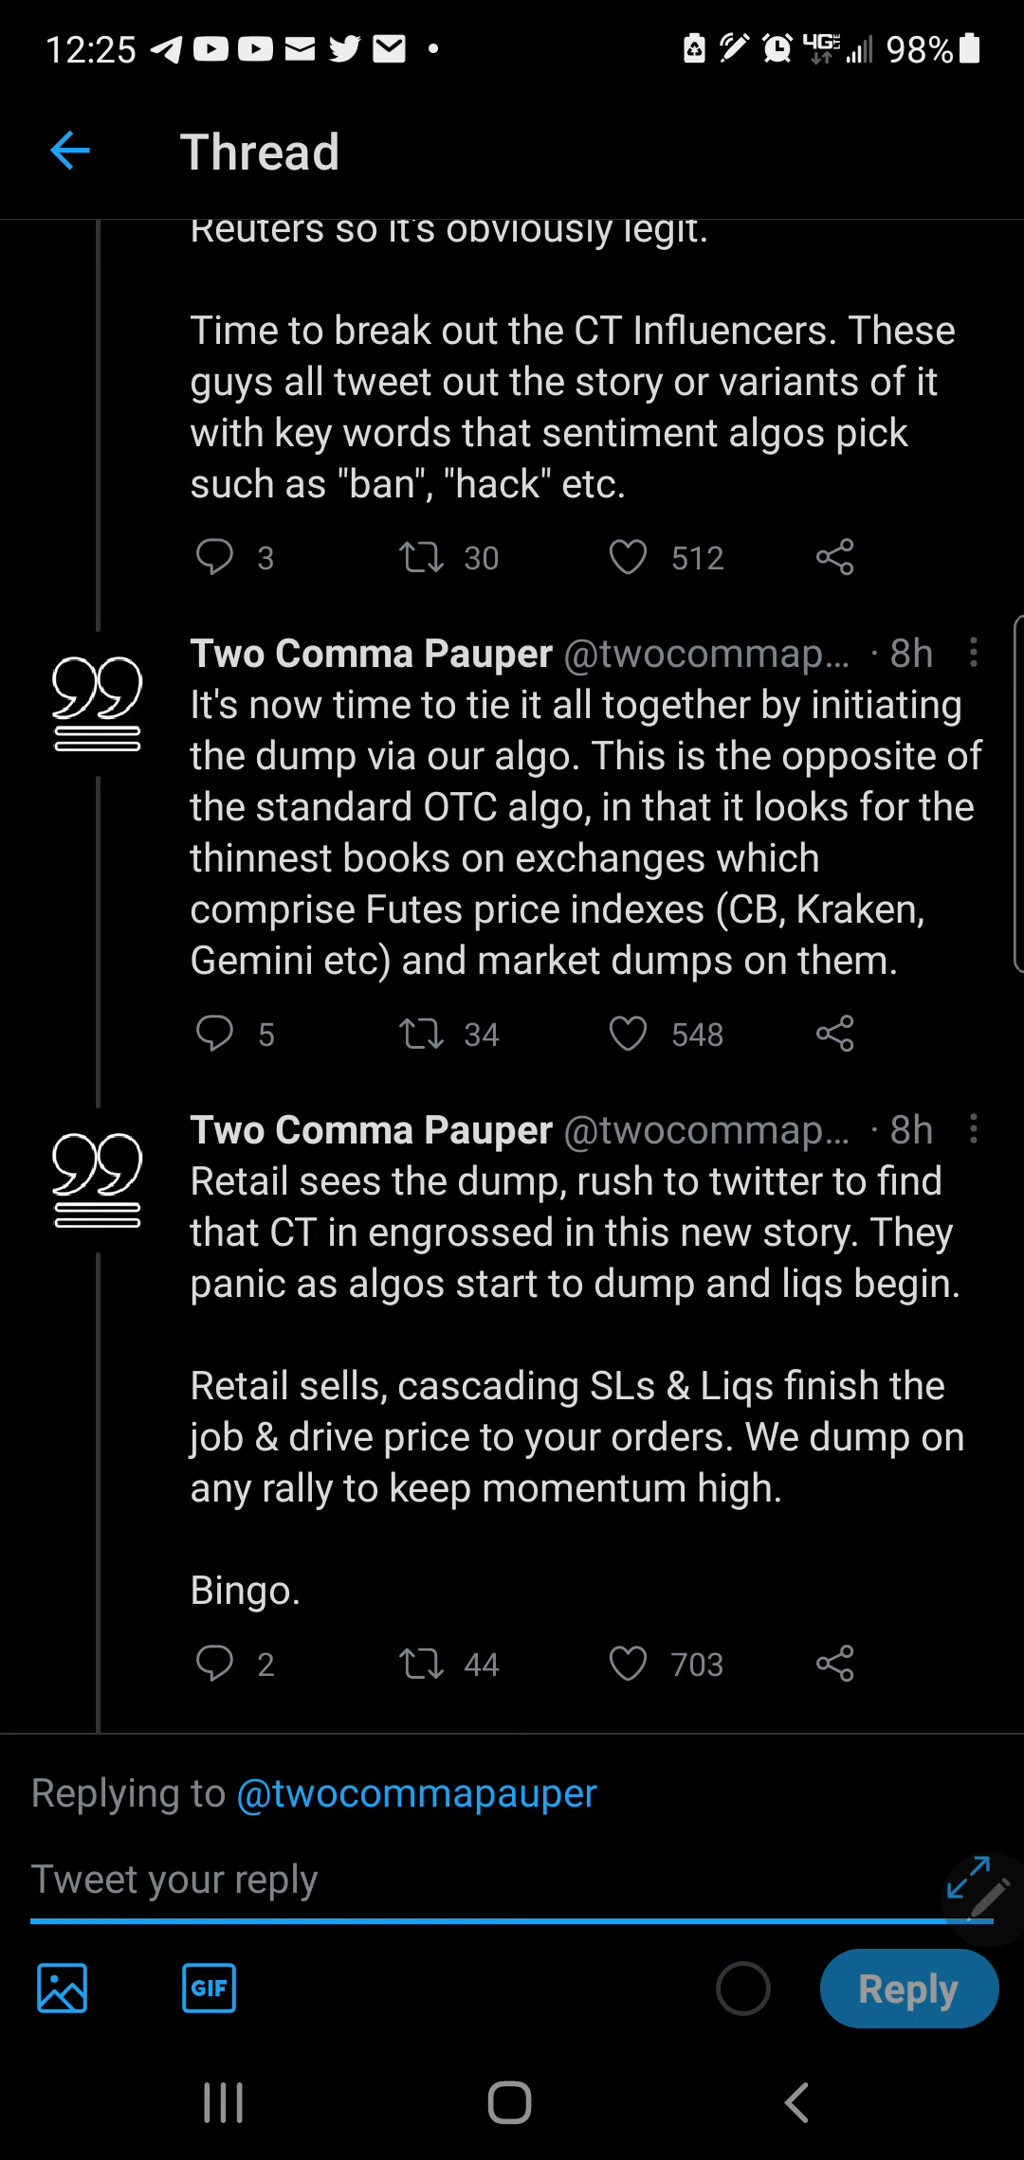 12:25 98%
Thread
Reuters so it's obviously legit.
Time to break out the CT Influencers. These
guys all tweet out the story or variants of it
with key words that sentiment algos pick
such as "ban", "hack" etc.
3 30 512
Two Comma Pauper @twocommap... · 8h
It's now time to tie it all together by initiating
the dump via our algo. This is the opposite of
the standard OTC algo, in that it looks for the
thinnest books on exchanges which
comprise Futes price indexes (CB, Kraken,
Gemini etc) and market dumps on them.
5 34 548
Two Comma Pauper @twocommap... · 8h
Retail sees the dump, rush to twitter to find
that CT in engrossed in this new story. They
panic as algos start to dump and liqs begin.
Retail sells, cascading SLs & Liqs finish the
job & drive price to your orders. We dump on
any rally to keep momentum high.
Bingo.
2 44 703
Replying to @twocommapauper
Tweet your reply
GIF Reply